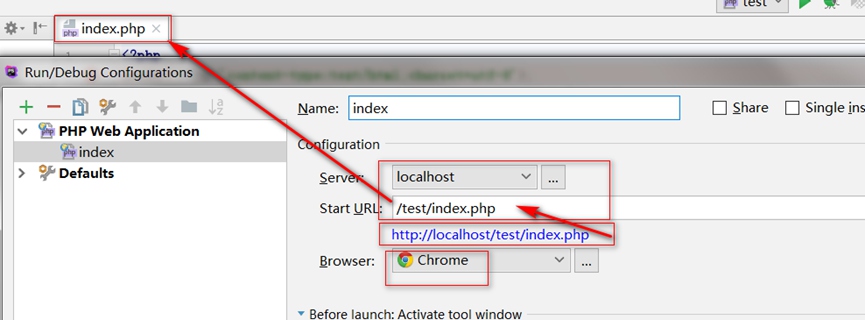 test
index.php
1 <?php
Run/Debug Configurations
Name: index
Share
Single ins
PHP Web Application
index
Defaults
Configuration
Server: localhost ...
Start URL: /test/index.php
http://localhost/test/index.php
Browser: Chrome ...
Before launch: Activate tool window